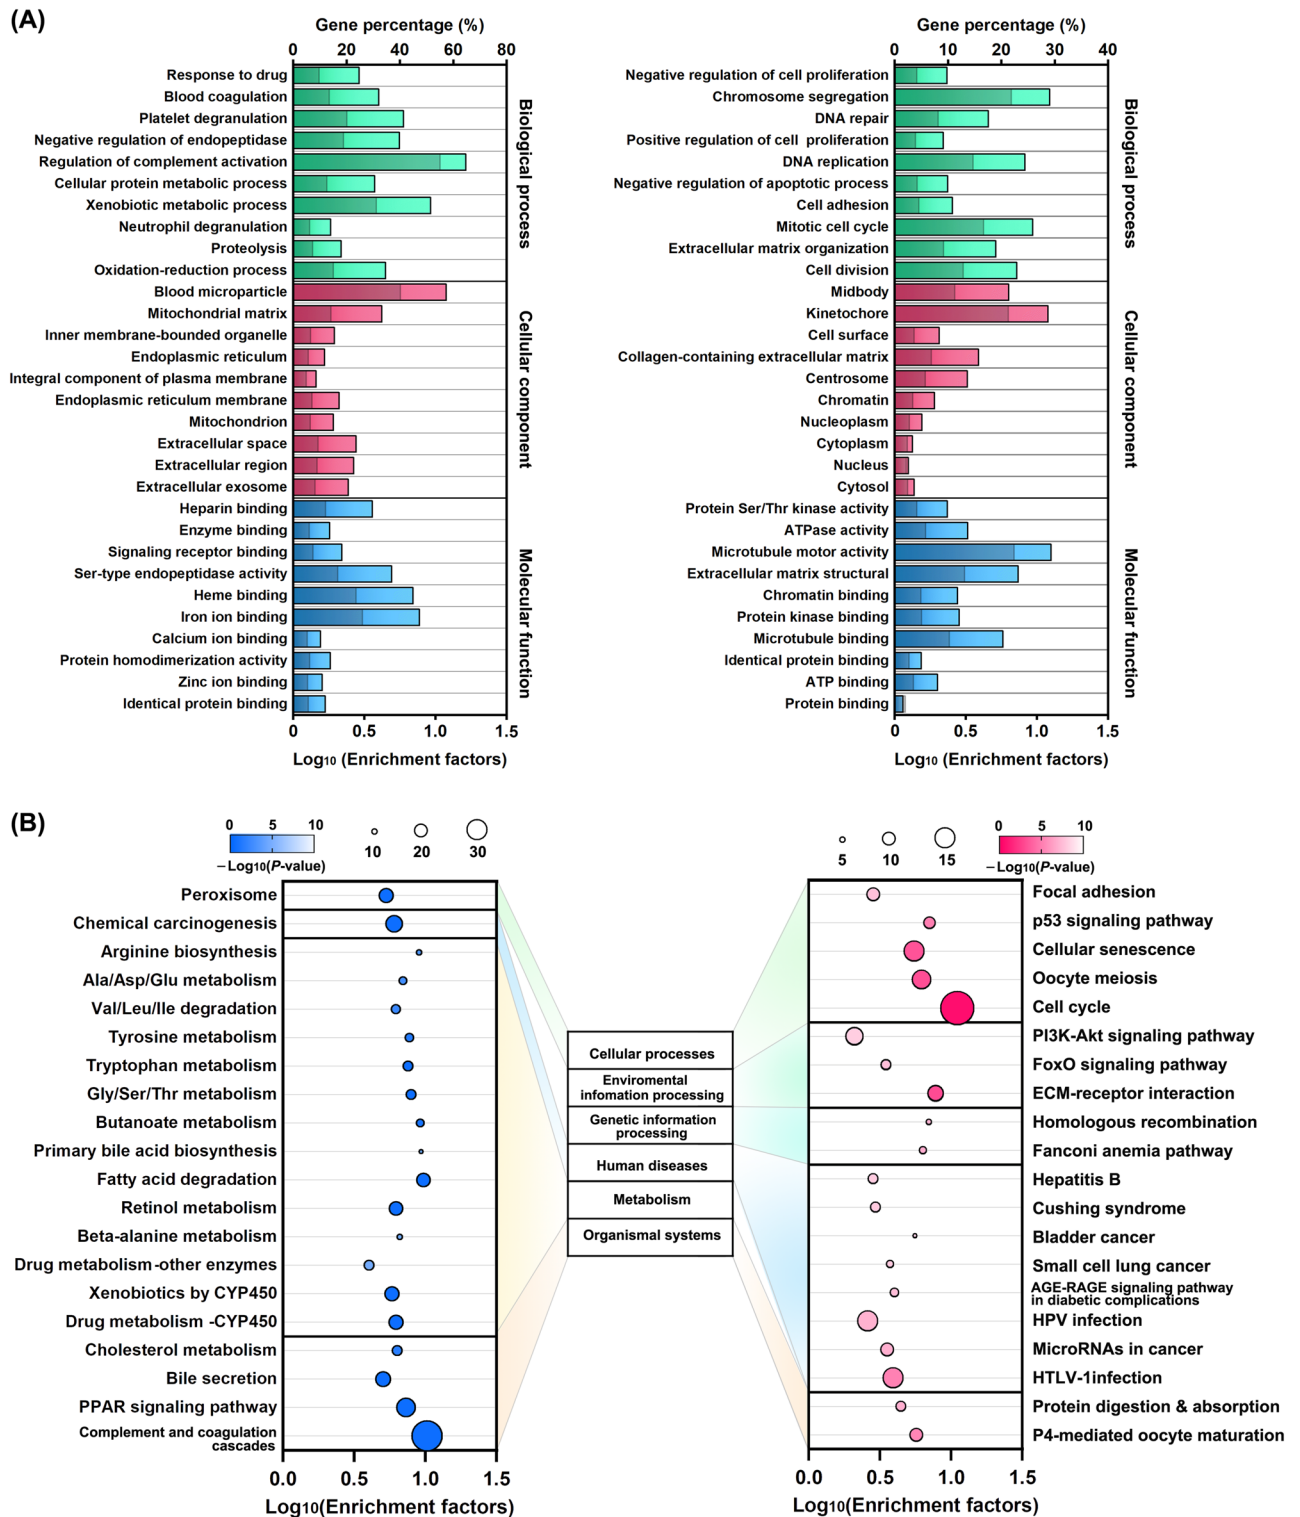 (A)
Gene percentage (%)
0 20 40 60 80
Response to drug
Blood coagulation
Platelet degranulation
Negative regulation of endopeptidase
Regulation of complement activation
Cellular protein metabolic process
Xenobiotic metabolic process
Neutrophil degranulation
Proteolysis
Oxidation-reduction process
Blood microparticle
Mitochondrial matrix
Inner membrane-bounded organelle
Endoplasmic reticulum
Integral component of plasma membrane
Endoplasmic reticulum membrane
Mitochondrion
Extracellular space
Extracellular region
Extracellular exosome
Heparin binding
Enzyme binding
Signaling receptor binding
Ser-type endopeptidase activity
Heme binding
Iron ion binding
Calcium ion binding
Protein homodimerization activity
Zinc ion binding
Identical protein binding
Biological process
Cellular component
Molecular function
0 0.5 1.0 1.5
Log10 (Enrichment factors)
Gene percentage (%)
0 10 20 30 40
Negative regulation of cell proliferation
Chromosome segregation
DNA repair
Positive regulation of cell proliferation
DNA replication
Negative regulation of apoptotic process
Cell adhesion
Mitotic cell cycle
Extracellular matrix organization
Cell division
Midbody
Kinetochore
Cell surface
Collagen-containing extracellular matrix
Centrosome
Chromatin
Nucleoplasm
Cytoplasm
Nucleus
Cytosol
Protein Ser/Thr kinase activity
ATPase activity
Microtubule motor activity
Extracellular matrix structural
Chromatin binding
Protein kinase binding
Microtubule binding
Identical protein binding
ATP binding
Protein binding
Biological process
Cellular component
Molecular function
0 0.5 1.0 1.5
Log10 (Enrichment factors)
(B)
0 5 10
−Log10(P-value)
10 20 30
Peroxisome
Chemical carcinogenesis
Arginine biosynthesis
Ala/Asp/Glu metabolism
Val/Leu/Ile degradation
Tyrosine metabolism
Tryptophan metabolism
Gly/Ser/Thr metabolism
Butanoate metabolism
Primary bile acid biosynthesis
Fatty acid degradation
Retinol metabolism
Beta-alanine metabolism
Drug metabolism-other enzymes
Xenobiotics by CYP450
Drug metabolism -CYP450
Cholesterol metabolism
Bile secretion
PPAR signaling pathway
Complement and coagulation
cascades
0.0 0.5 1.0 1.5
Log10(Enrichment factors)
Cellular processes
Enviromental
infomation processing
Genetic information
processing
Human diseases
Metabolism
Organismal systems
5 10 15
0 5 10
−Log10(P-value)
Focal adhesion
p53 signaling pathway
Cellular senescence
Oocyte meiosis
Cell cycle
PI3K-Akt signaling pathway
FoxO signaling pathway
ECM-receptor interaction
Homologous recombination
Fanconi anemia pathway
Hepatitis B
Cushing syndrome
Bladder cancer
Small cell lung cancer
AGE-RAGE signaling pathway
in diabetic complications
HPV infection
MicroRNAs in cancer
HTLV-1infection
Protein digestion & absorption
P4-mediated oocyte maturation
0.0 0.5 1.0 1.5
Log10(Enrichment factors)